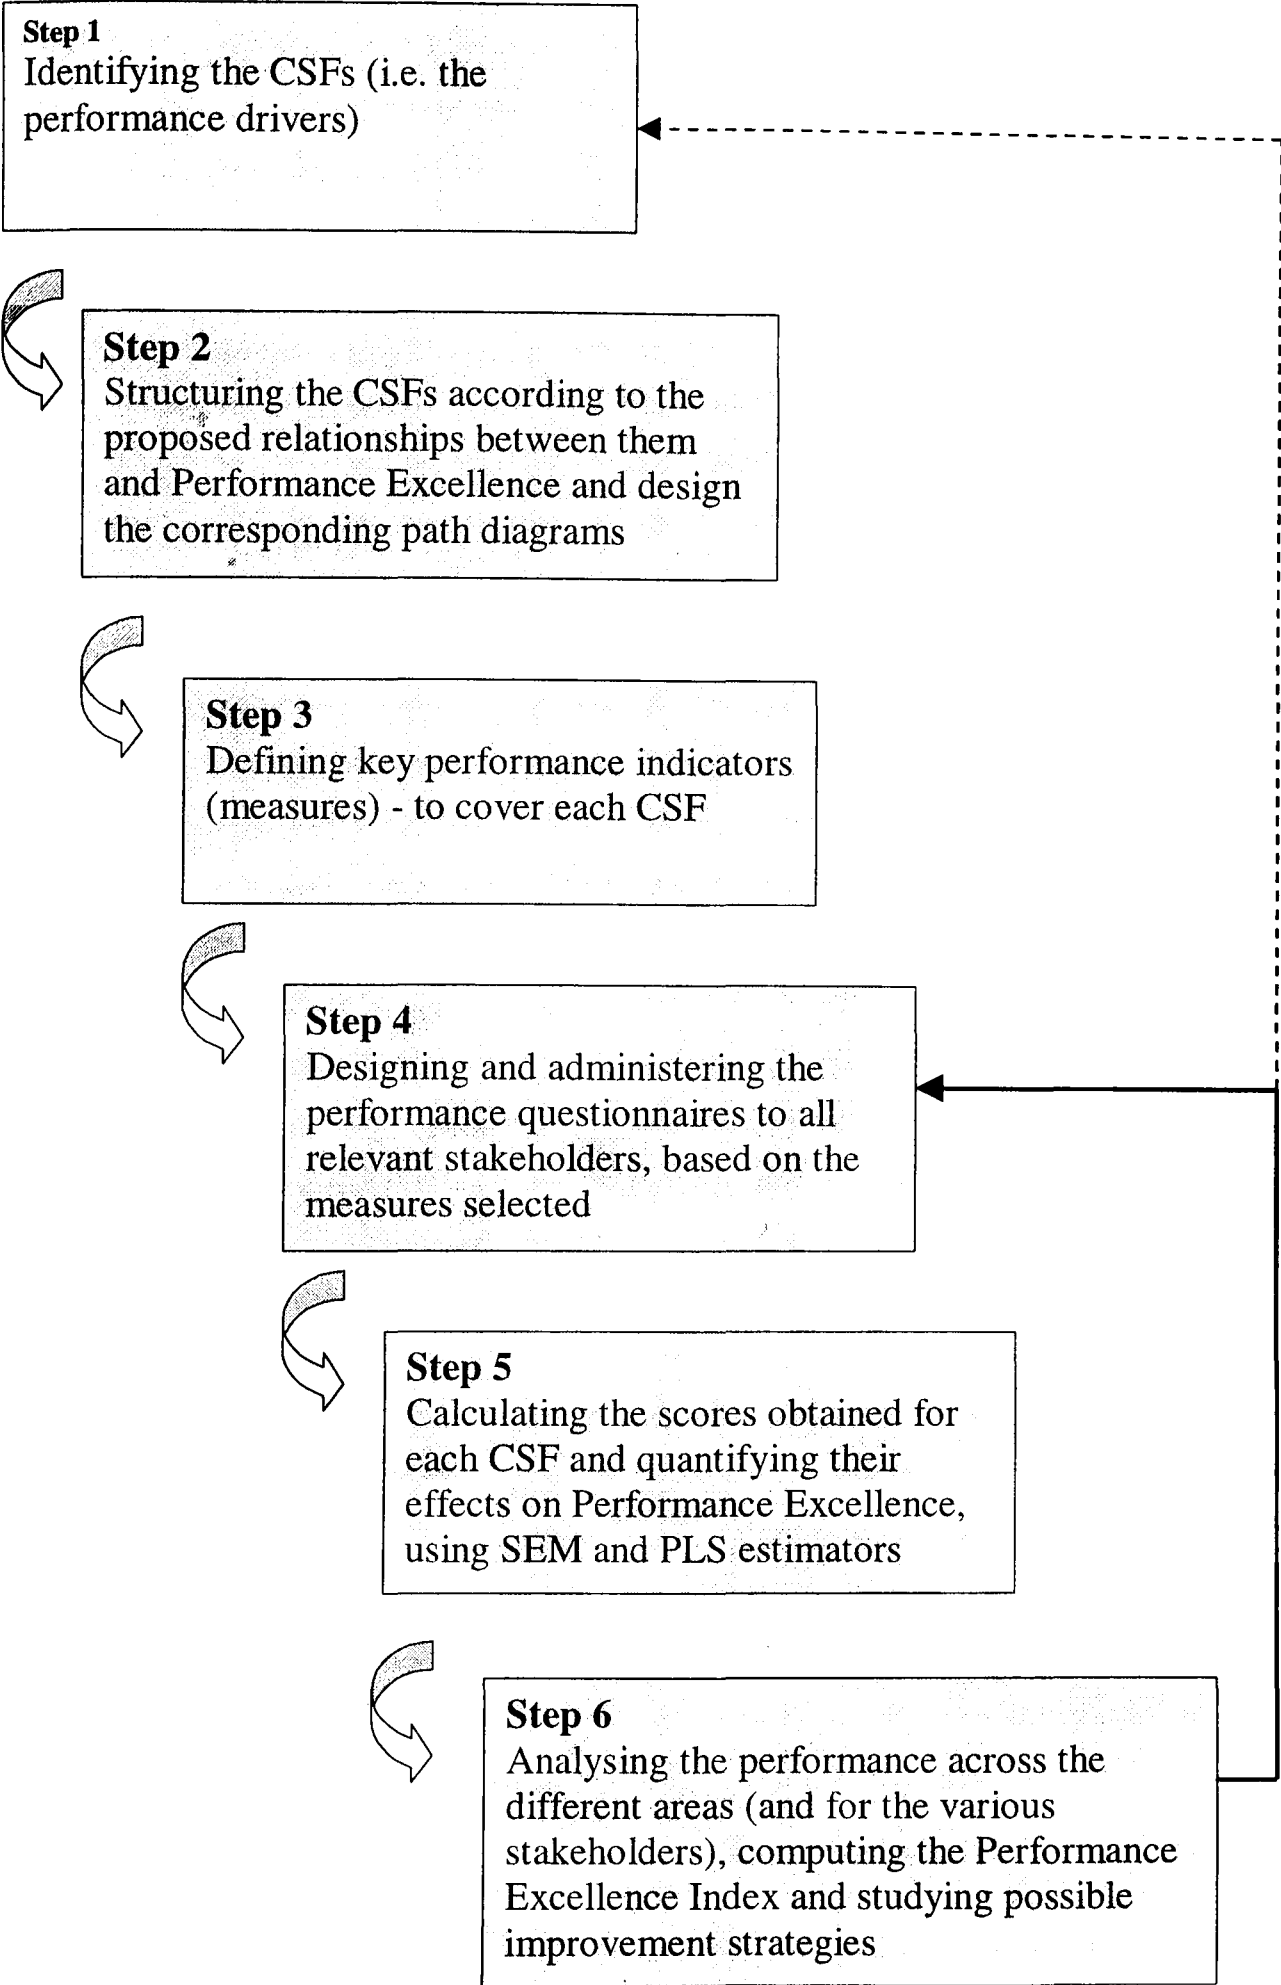 Step 1
Identifying the CSFs (i.e. the
performance drivers)
Step 2
Structuring the CSFs according to the
proposed relationships between them
and Performance Excellence and design
the corresponding path diagrams
Step 3
Defining key performance indicators
(measures) - to cover each CSF
Step 4
Designing and administering the
performance questionnaires to all
relevant stakeholders, based on the
measures selected
Step 5
Calculating the scores obtained for
each CSF and quantifying their
effects on Performance Excellence,
using SEM and PLS estimators
Step 6
Analysing the performance across the
different areas (and for the various
stakeholders), computing the Performance
Excellence Index and studying possible
improvement strategies